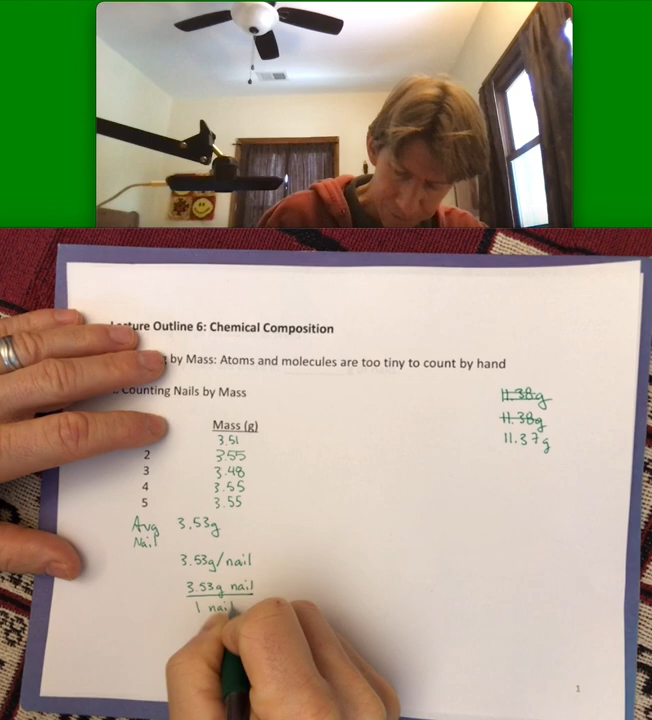 ture Outline 6: Chemical Composition
by Mass: Atoms and molecules are too tiny to count by hand
Counting Nails by Mass
11.38g
11.38g
11.37g
Mass (g)
3.51
2 3.55
3 3.48
4 3.55
5 3.55
Avg 3.53g
Nail
3.53g/nail
3.53g nail
1 nail
1